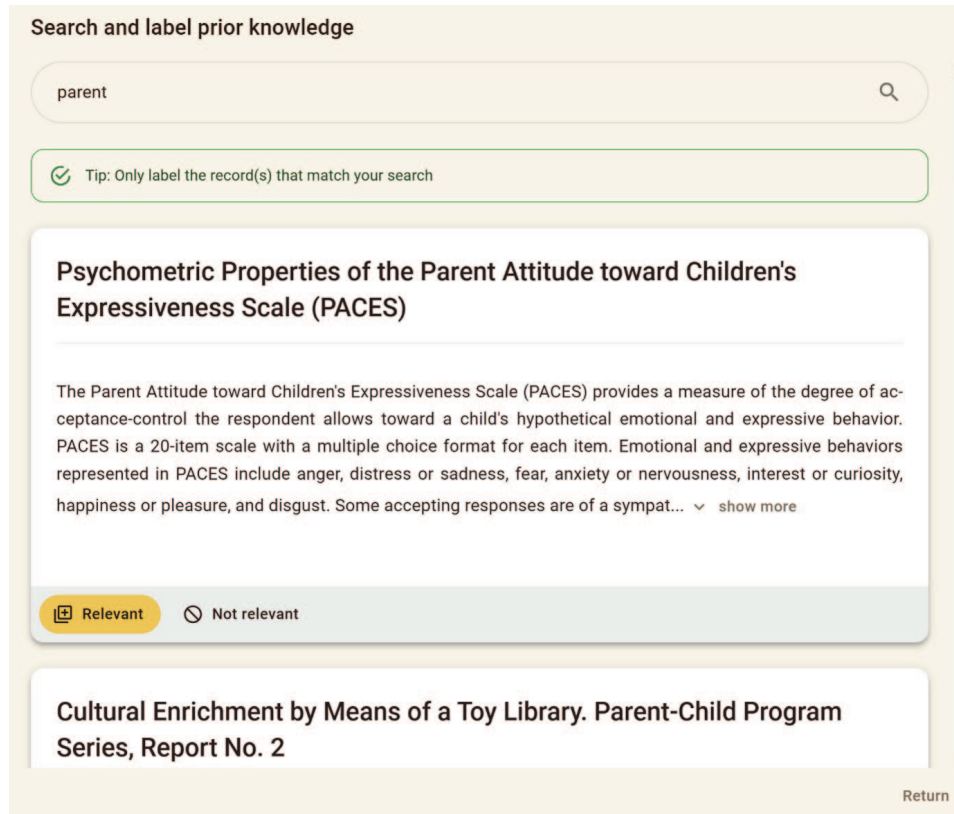 Search and label prior knowledge
parent
Tip: Only label the record(s) that match your search
Psychometric Properties of the Parent Attitude toward Children's
Expressiveness Scale (PACES)
The Parent Attitude toward Children's Expressiveness Scale (PACES) provides a measure of the degree of ac-
ceptance-control the respondent allows toward a child's hypothetical emotional and expressive behavior.
PACES is a 20-item scale with a multiple choice format for each item. Emotional and expressive behaviors
represented in PACES include anger, distress or sadness, fear, anxiety or nervousness, interest or curiosity,
happiness or pleasure, and disgust. Some accepting responses are of a sympat... show more
Relevant Not relevant
Cultural Enrichment by Means of a Toy Library. Parent-Child Program
Series, Report No. 2
Return